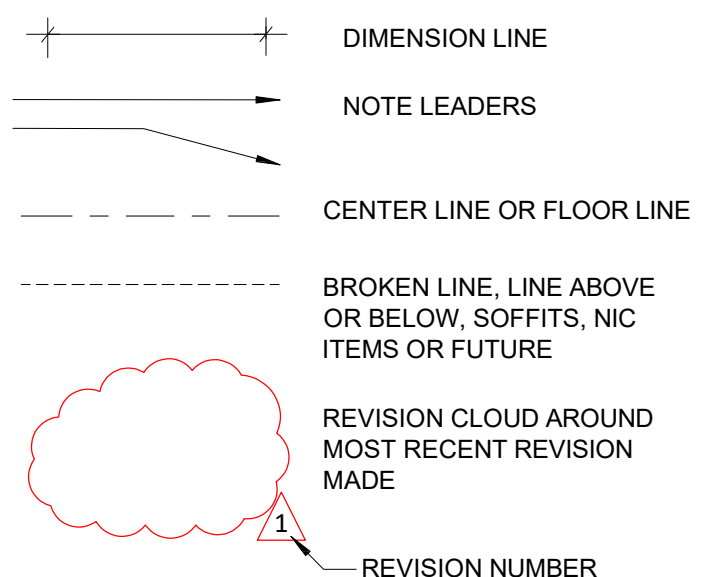 DIMENSION LINE
NOTE LEADERS
CENTER LINE OR FLOOR LINE
BROKEN LINE, LINE ABOVE
OR BELOW, SOFFITS, NIC
ITEMS OR FUTURE
REVISION CLOUD AROUND
MOST RECENT REVISION
MADE
1
REVISION NUMBER